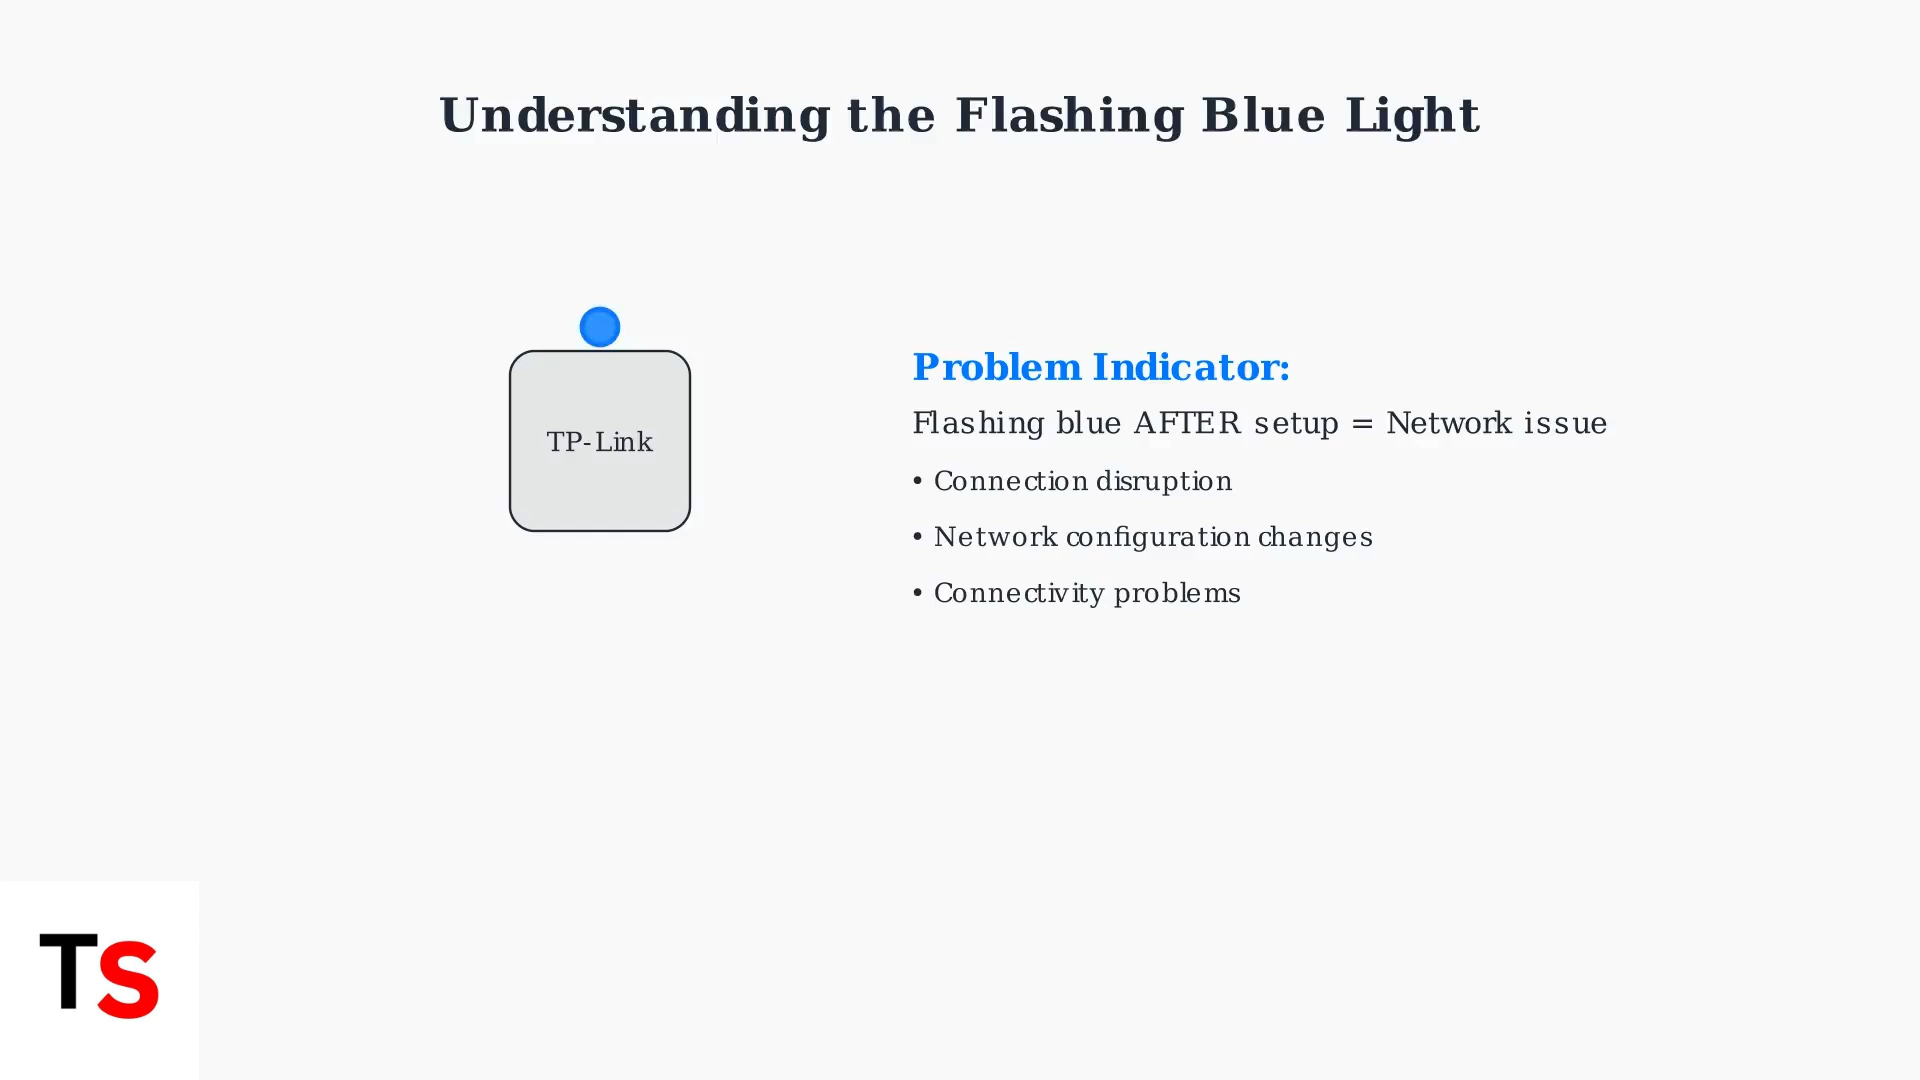 Understanding the Flashing Blue Light
TP-Link
Problem Indicator:
Flashing blue AFTER setup = Network issue
• Connection disruption
• Network configuration changes
• Connectivity problems
TS